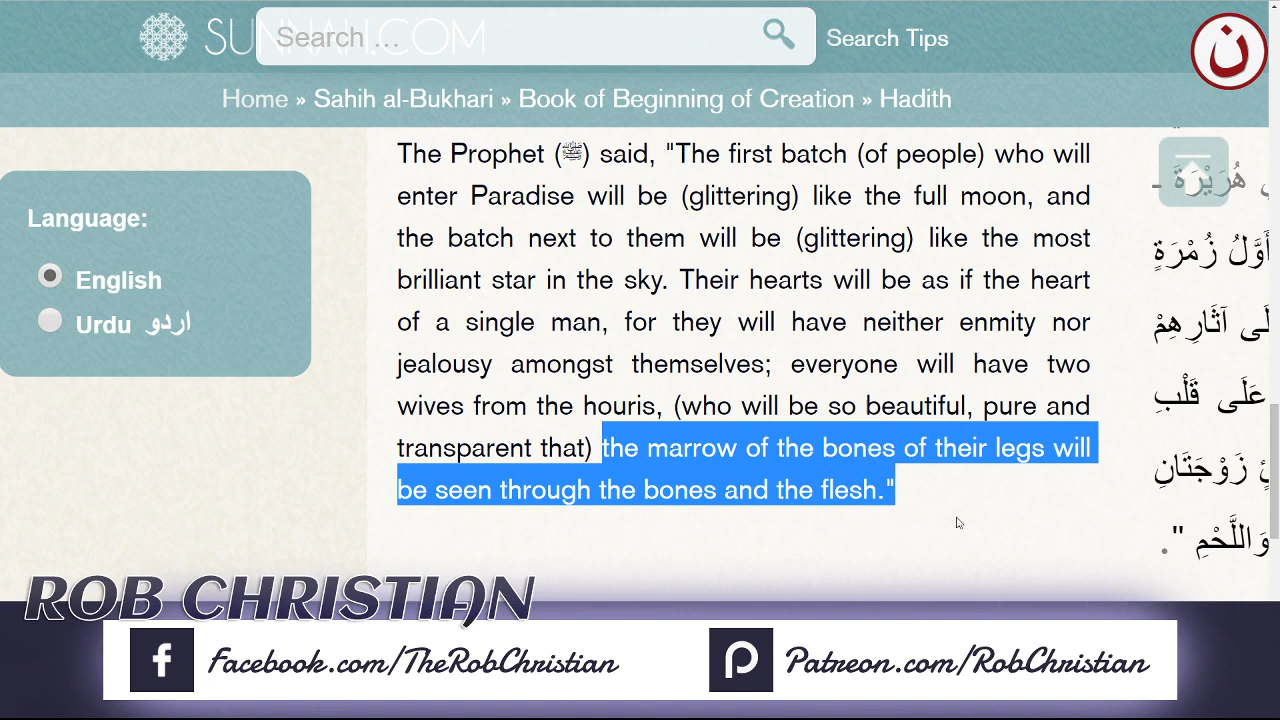 SUNNAH.COM
Search ...
Search Tips
ن
Home » Sahih al-Bukhari » Book of Beginning of Creation » Hadith
Language:
English
Urdu اردو
The Prophet (ﷺ) said, "The first batch (of people) who will
enter Paradise will be (glittering) like the full moon, and
the batch next to them will be (glittering) like the most
brilliant star in the sky. Their hearts will be as if the heart
of a single man, for they will have neither enmity nor
jealousy amongst themselves; everyone will have two
wives from the houris, (who will be so beautiful, pure and
transparent that) the marrow of the bones of their legs will
be seen through the bones and the flesh."
هُرَيْرَةَ ـ
أَوَّلُ زُمْرَةٍ
آثَارِهِمْ
عَلَى قَلْبِ
زَوْجَتَانِ
وَاللَّحْمِ ‏"‏‏.‏
ROB CHRISTIAN
Facebook.com/TheRobChristian
Patreon.com/RobChristian